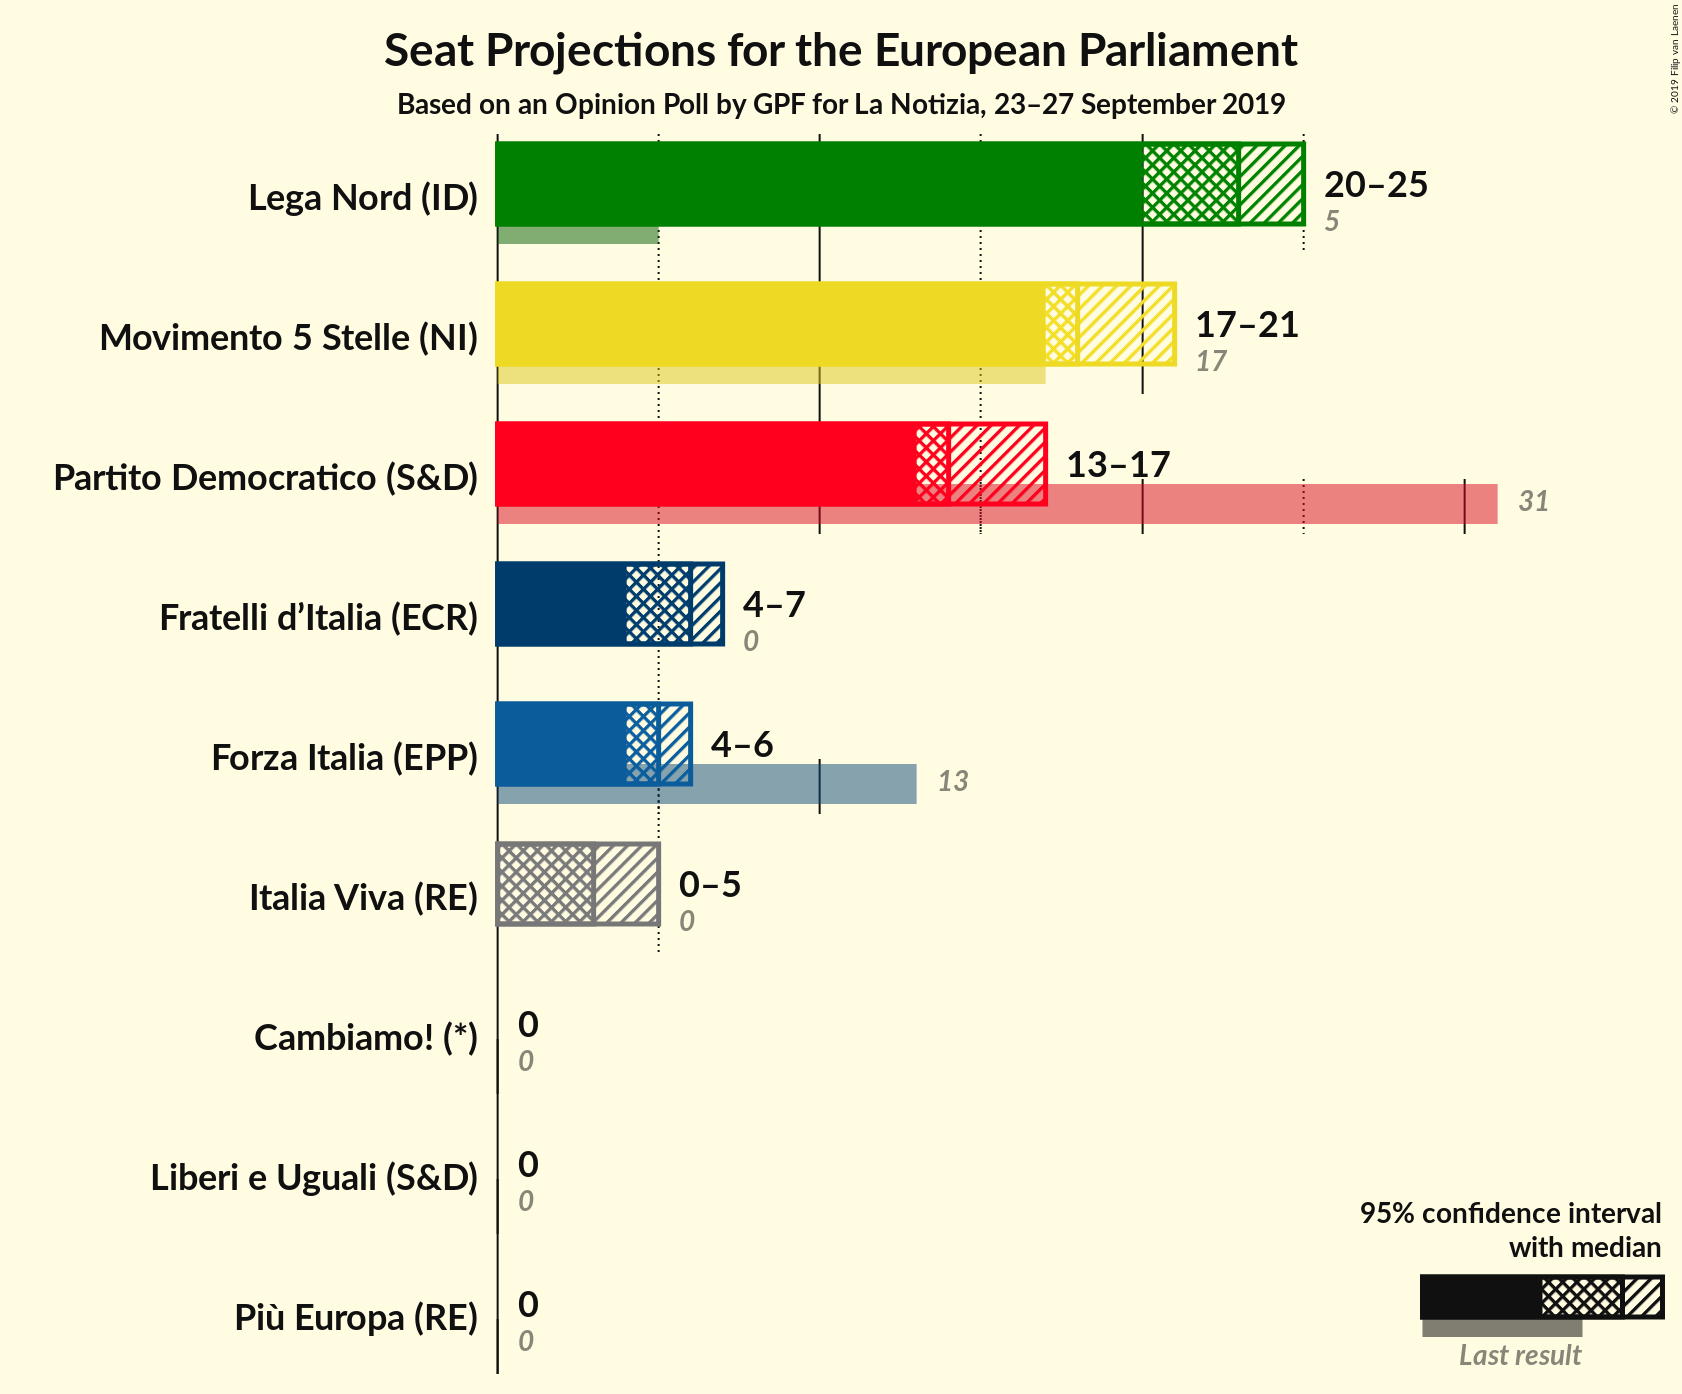 Seat Projections for the European Parliament
Based on an Opinion Poll by GPF for La Notizia, 23–27 September 2019
© 2019 Filip van Laenen
Lega Nord (ID)
20–25
5
Movimento 5 Stelle (NI)
17–21
17
Partito Democratico (S&D)
13–17
31
Fratelli d’Italia (ECR)
4–7
0
Forza Italia (EPP)
4–6
13
Italia Viva (RE)
0–5
0
Cambiamo! (*)
0
0
Liberi e Uguali (S&D)
0
0
Più Europa (RE)
0
0
95% confidence interval
with median
Last result